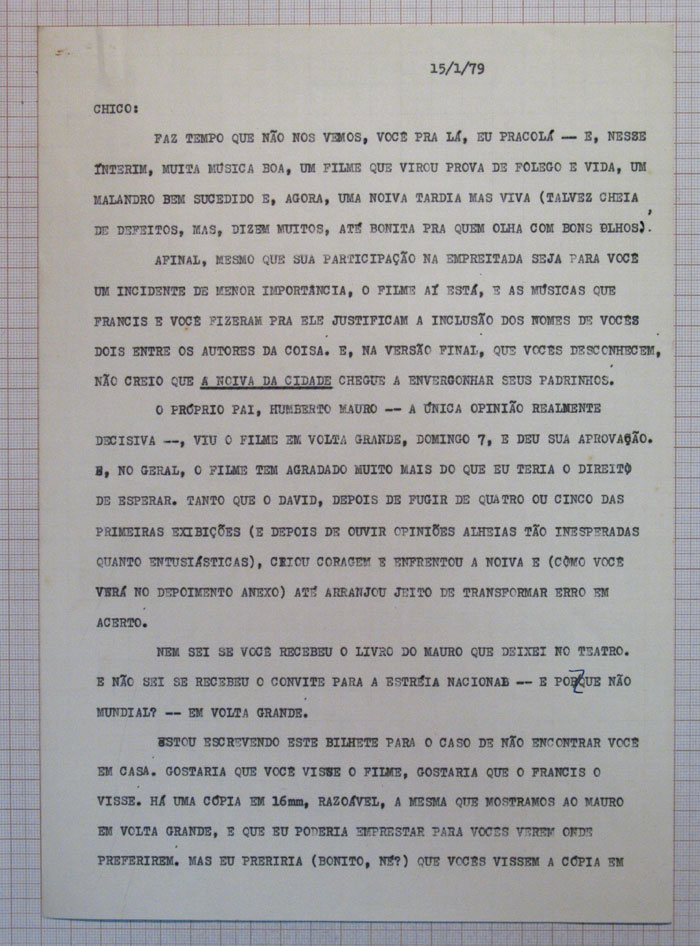 15/1/79
CHICO:
FAZ TEMPO QUE NÃO NOS VEMOS, VOCÊ PRA LÁ, EU PRACOLÁ -- E, NESSE
ÍNTERIM, MUITA MÚSICA BOA, UM FILME QUE VIROU PROVA DE FOLEGO E VIDA, UM
MALANDRO BEM SUCEDIDO E, AGORA, UMA NOIVA TARDIA MAS VIVA (TALVEZ CHEIA
DE DEFEITOS, MAS, DIZEM MUITOS, ATÉ BONITA PRA QUEM OLHA COM BONS OLHOS).
AFINAL, MESMO QUE SUA PARTICIPAÇÃO NA EMPREITADA SEJA PARA VOCÊ
UM INCIDENTE DE MENOR IMPORTÂNCIA, O FILME AÍ ESTÁ, E AS MÚSICAS QUE
FRANCIS E VOCÊ FIZERAM PRA ELE JUSTIFICAM A INCLUSÃO DOS NOMES DE VOCÊS
DOIS ENTRE OS AUTORES DA COISA. E, NA VERSÃO FINAL, QUE VOCÊS DESCONHECEM,
NÃO CREIO QUE A NOIVA DA CIDADE CHEGUE A ENVERGONHAR SEUS PADRINHOS.
O PRÓPRIO PAI, HUMBERTO MAURO -- A ÚNICA OPINIÃO REALMENTE
DECISIVA --, VIU O FILME EM VOLTA GRANDE, DOMINGO 7, E DEU SUA APROVAÇÃO.
E, NO GERAL, O FILME TEM AGRADADO MUITO MAIS DO QUE EU TERIA O DIREITO
DE ESPERAR. TANTO QUE O DAVID, DEPOIS DE FUGIR DE QUATRO OU CINCO DAS
PRIMEIRAS EXIBIÇÕES (E DEPOIS DE OUVIR OPINIÕES ALHEIAS TÃO INESPERADAS
QUANTO ENTUSIÁSTICAS), CRIOU CORAGEM E ENFRENTOU A NOIVA E (CÔMO VOCÊ
VERÁ NO DEPOIMENTO ANEXO) ATÉ ARRANJOU JEITO DE TRANSFORMAR ERRO EM
ACERTO.
NEM SEI SE VOCÊ RECEBEU O LIVRO DO MAURO QUE DEIXEI NO TEATRO.
E NÃO SEI SE RECEBEU O CONVITE PARA A ESTRÉIA NACIONAL -- E PORQUE NÃO
MUNDIAL? -- EM VOLTA GRANDE.
ESTOU ESCREVENDO ESTE BILHETE PARA O CASO DE NÃO ENCONTRAR VOCÊ
EM CASA. GOSTARIA QUE VOCÊ VISSE O FILME, GOSTARIA QUE O FRANCIS O
VISSE. HÁ UMA CÓPIA EM 16mm, RAZOÁVEL, A MESMA QUE MOSTRAMOS AO MAURO
EM VOLTA GRANDE, E QUE EU PODERIA EMPRESTAR PARA VOCES VEREM ONDE
PREFERIREM. MAS EU PRERIRIA (BONITO, NÉ?) QUE VOCÊS VISSEM A CÓPIA EM